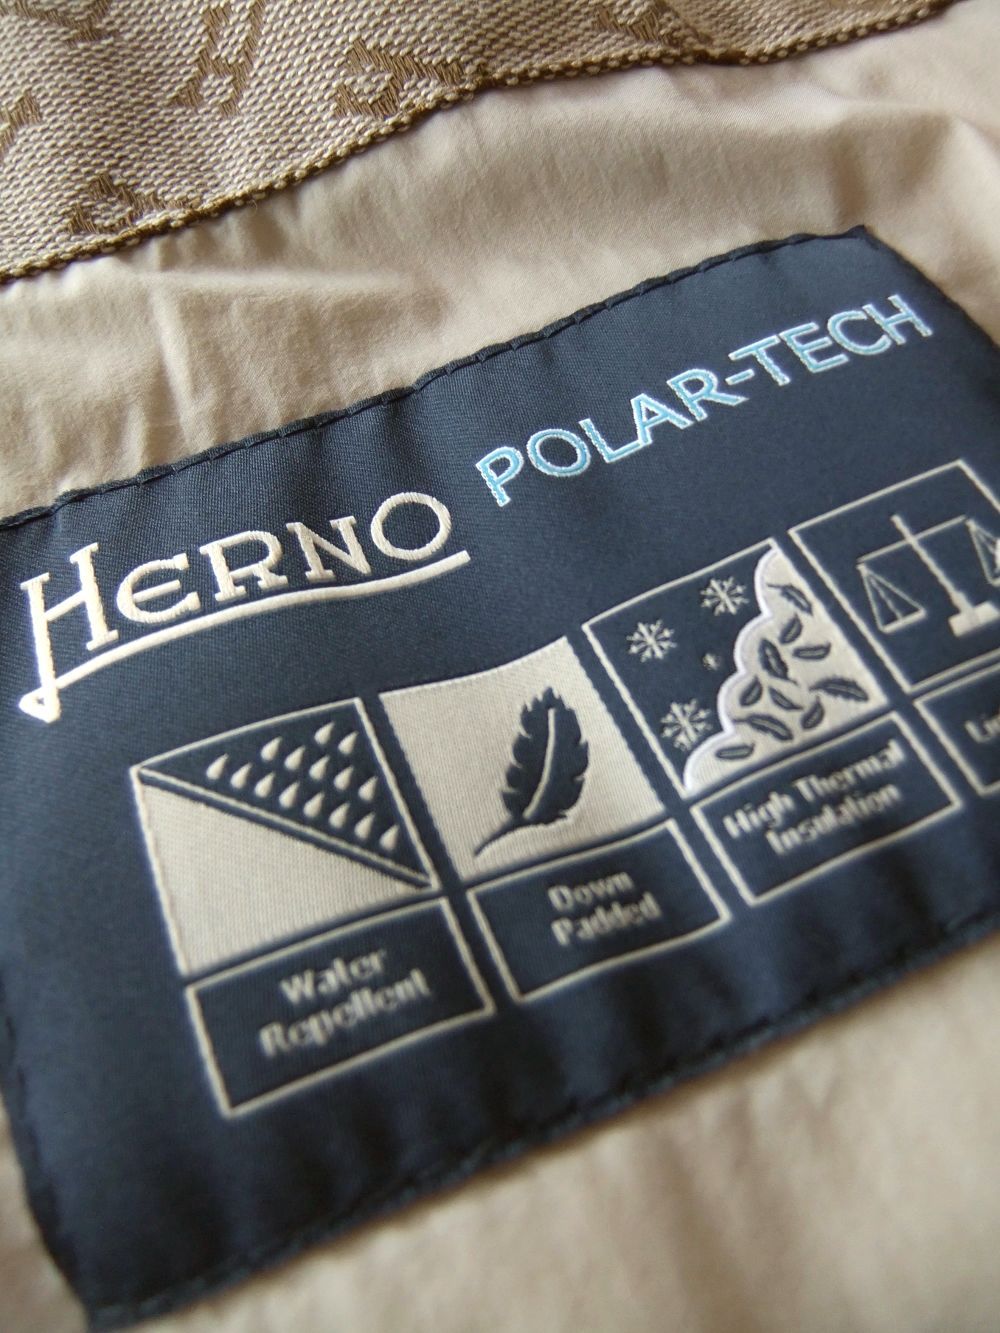 HERNO POLAR-TECH
Water
Repellent
Down
Padded
High Thermal
Insulation